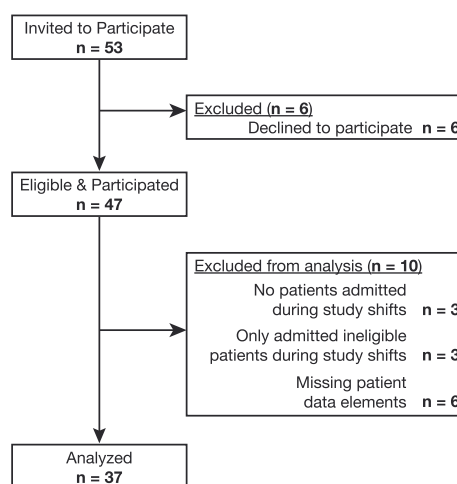 Invited to Participate
n = 53
Excluded (n = 6)
Declined to participate n = 6
Eligible & Participated
n = 47
Excluded from analysis (n = 10)
No patients admitted
during study shifts n = 3
Only admitted ineligible
patients during study shifts n = 3
Missing patient
data elements n = 6
Analyzed
n = 37